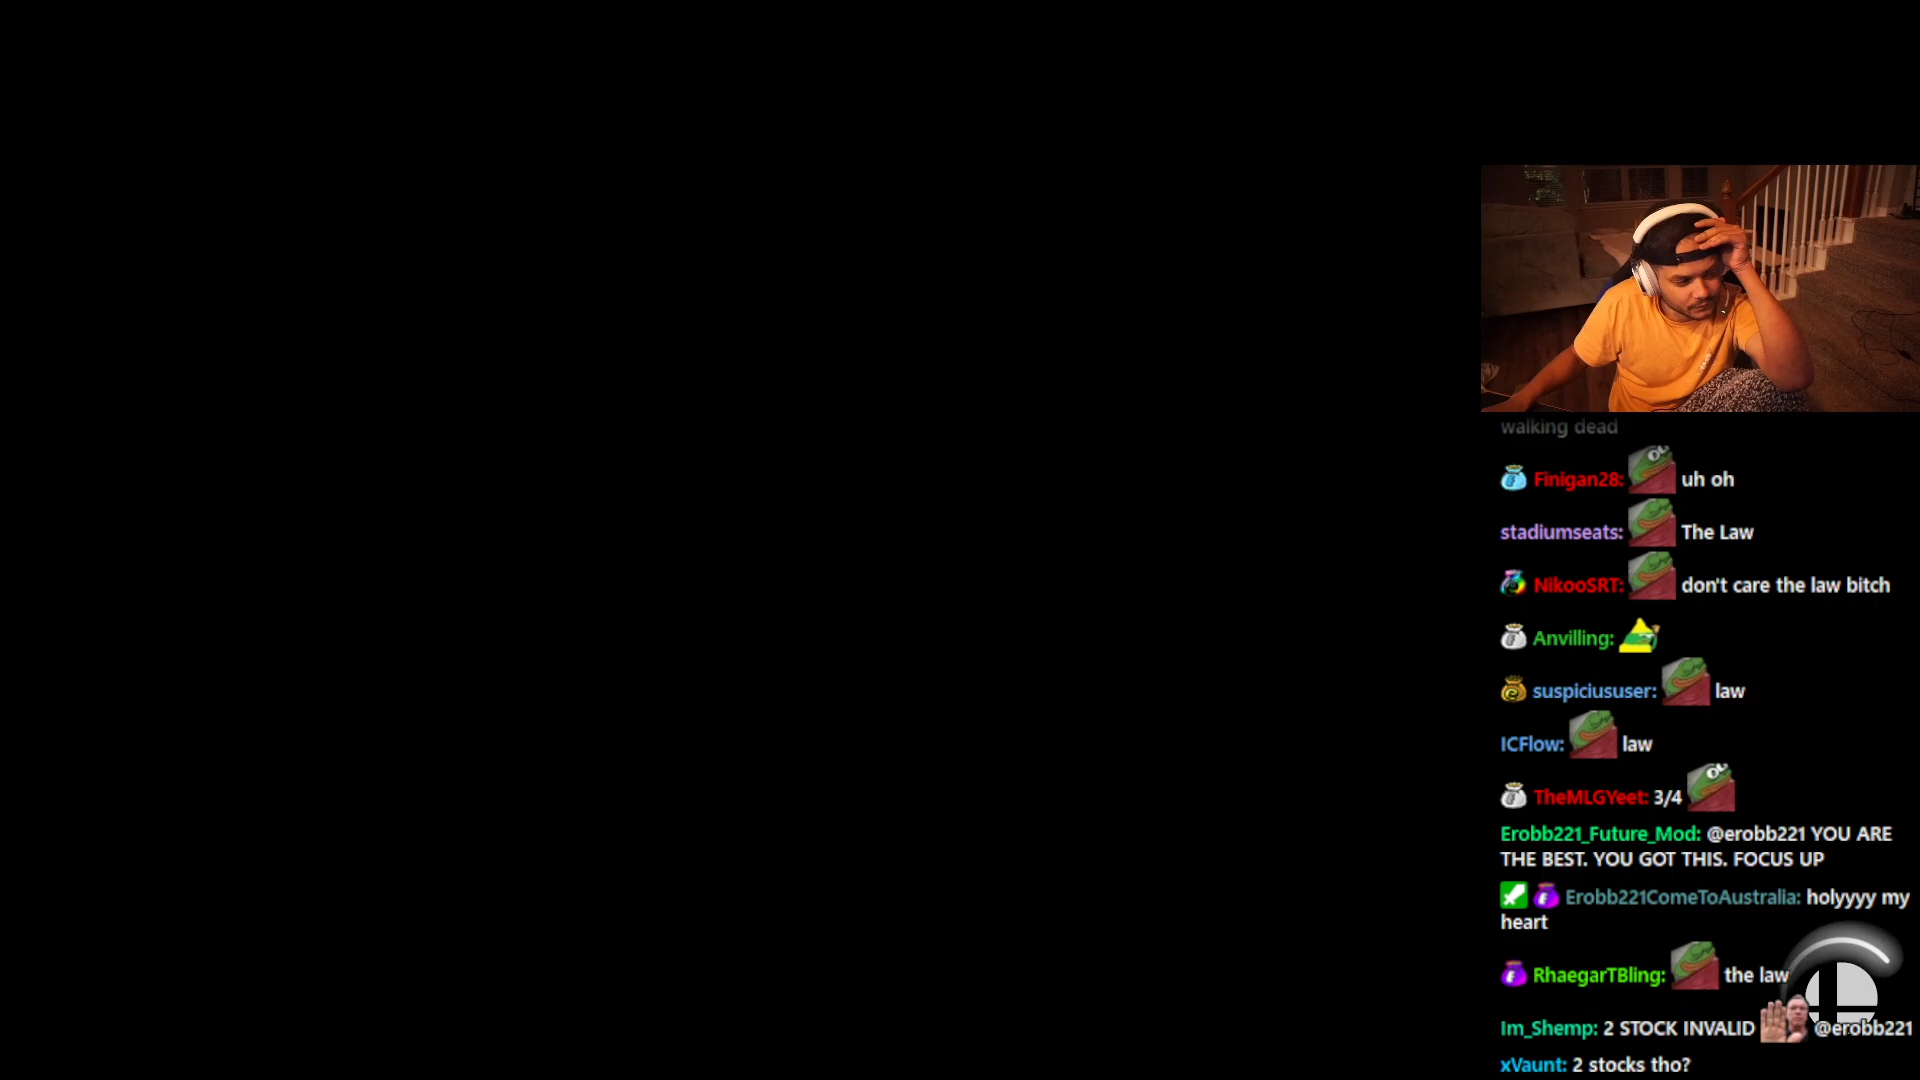 walking dead
Finigan28: uh oh
stadiumseats: The Law
NikooSRT: don't care the law bitch
Anvilling:
suspiciususer: law
ICFlow: law
TheMLGYeet: 3/4
Erobb221_Future_Mod: @erobb221 YOU ARE
THE BEST. YOU GOT THIS. FOCUS UP
Erobb221ComeToAustralia: holyyyy my
heart
RhaegarTBling: the law
Im_Shemp: 2 STOCK INVALID @erobb221
xVaunt: 2 stocks tho?